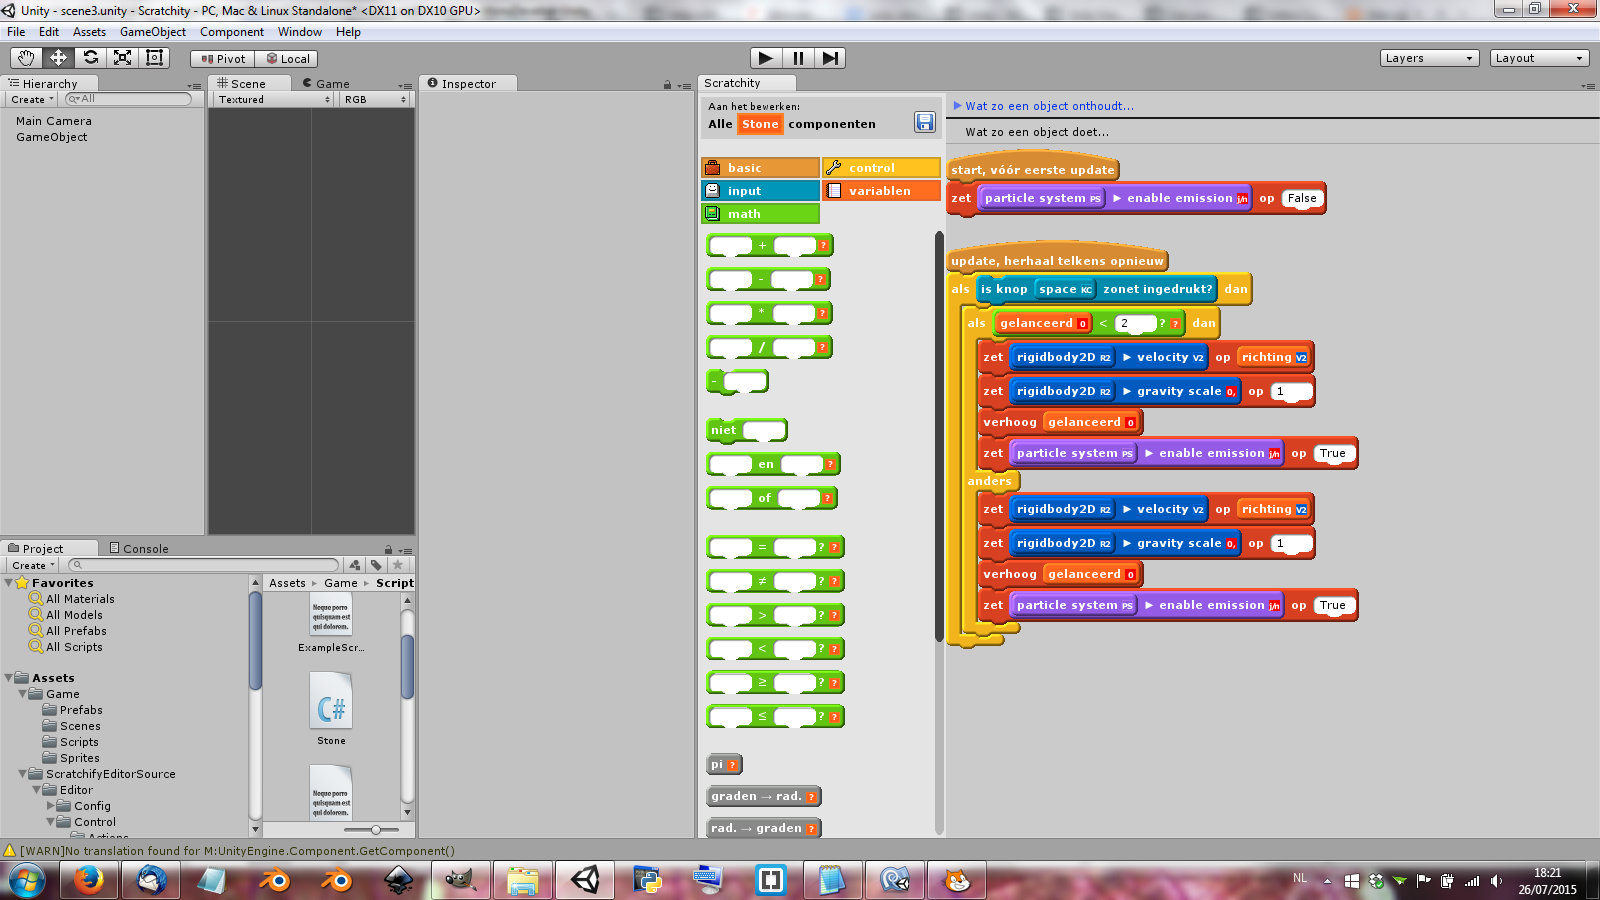 Unity - scene3.unity - Scratchity - PC, Mac & Linux Standalone* <DX11 on DX10 GPU>
File Edit Assets GameObject Component Window Help
Pivot Local
Layers Layout
Hierarchy
Create All
Main Camera
GameObject
Scene Game
Textured RGB
Inspector
Scratchity
Aan het bewerken:
Alle Stone componenten
basic control
input variablen
math
+ ?
- ?
* ?
/ ?
-
niet
en ?
of ?
= ? ?
≠ ? ?
> ? ?
< ? ?
≥ ? ?
≤ ? ?
pi ?
graden → rad. ?
rad. → graden ?
Wat zo een object onthoudt...
Wat zo een object doet...
start, vóór eerste update
zet particle system PS ▶ enable emission j/n op False
update, herhaal telkens opnieuw
als is knop space KC zonet ingedrukt? dan
als gelanceerd 0 < 2 ? ? dan
zet rigidbody2D R2 ▶ velocity V2 op richting V2
zet rigidbody2D R2 ▶ gravity scale 0, op 1
verhoog gelanceerd 0
zet particle system PS ▶ enable emission j/n op True
anders
zet rigidbody2D R2 ▶ velocity V2 op richting V2
zet rigidbody2D R2 ▶ gravity scale 0, op 1
verhoog gelanceerd 0
zet particle system PS ▶ enable emission j/n op True
Project Console
Create
Favorites
All Materials
All Models
All Prefabs
All Scripts
Assets
Game
Prefabs
Scenes
Scripts
Sprites
ScratchifyEditorSource
Editor
Config
Control
Actions
Assets ▸ Game ▸ Script
Neque porro
quisquam est
qui dolorem.
ExampleScr...
C#
Stone
Neque porro
quisquam est
qui dolorem.
[WARN]No translation found for M:UnityEngine.Component.GetComponent()
NL
18:21
26/07/2015